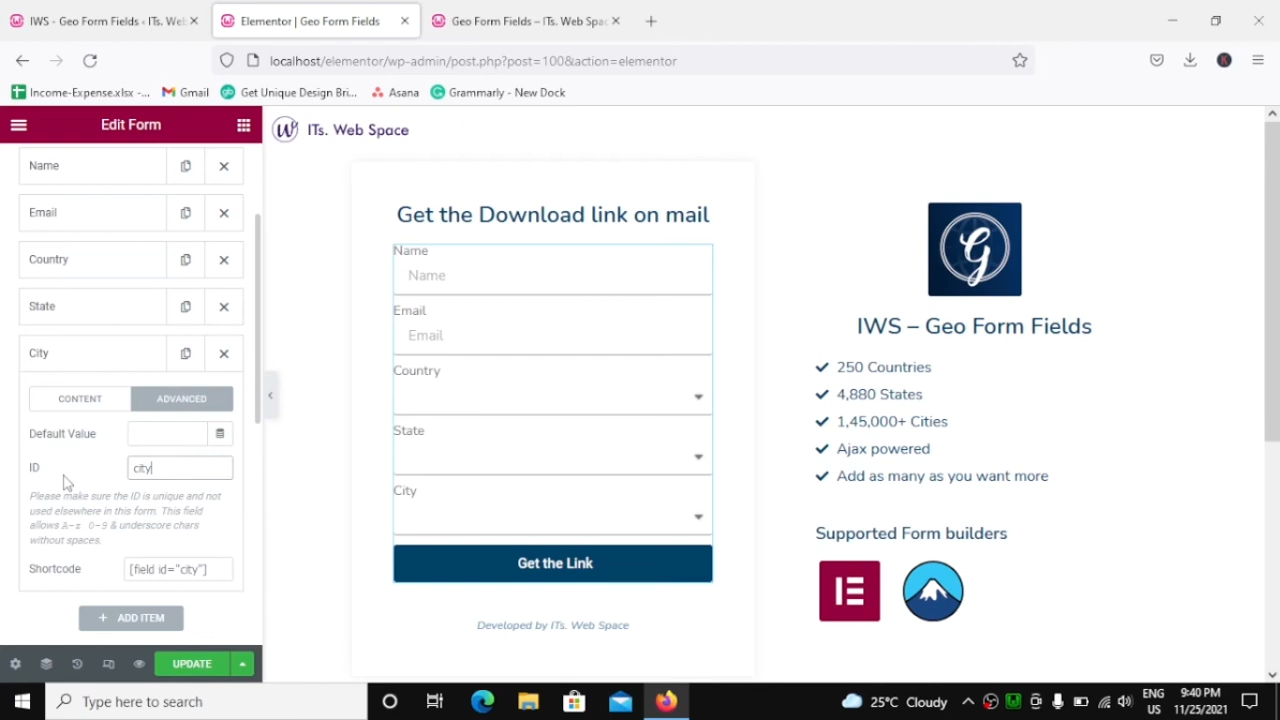 IWS - Geo Form Fields ‹ ITs. Web
Elementor | Geo Form Fields
Geo Form Fields – ITs. Web Spac
localhost/elementor/wp-admin/post.php?post=100&action=elementor
Income-Expense.xlsx -...
Gmail
Get Unique Design Bri...
Asana
Grammarly - New Dock
Edit Form
Name
Email
Country
State
City
CONTENT
ADVANCED
Default Value
ID
city
Please make sure the ID is unique and not
used elsewhere in this form. This field
allows A-z 0-9 & underscore chars
without spaces.
Shortcode
[field id="city"]
+ ADD ITEM
UPDATE
ITs. Web Space
Get the Download link on mail
Name
Name
Email
Email
Country
State
City
Get the Link
Developed by ITs. Web Space
IWS – Geo Form Fields
250 Countries
4,880 States
1,45,000+ Cities
Ajax powered
Add as many as you want more
Supported Form builders
Type here to search
25°C Cloudy
ENG
US
9:40 PM
11/25/2021